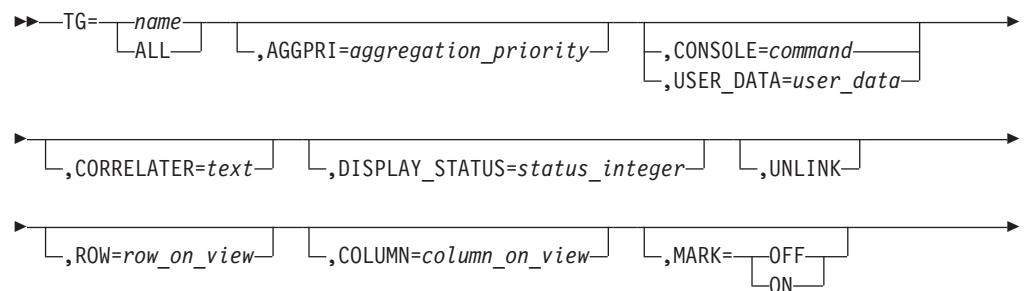 TG= name
ALL
,AGGPRI=aggregation_priority
,CONSOLE=command
,USER_DATA=user_data
,CORRELATER=text
,DISPLAY_STATUS=status_integer
,UNLINK
,ROW=row_on_view
,COLUMN=column_on_view
,MARK= OFF
ON